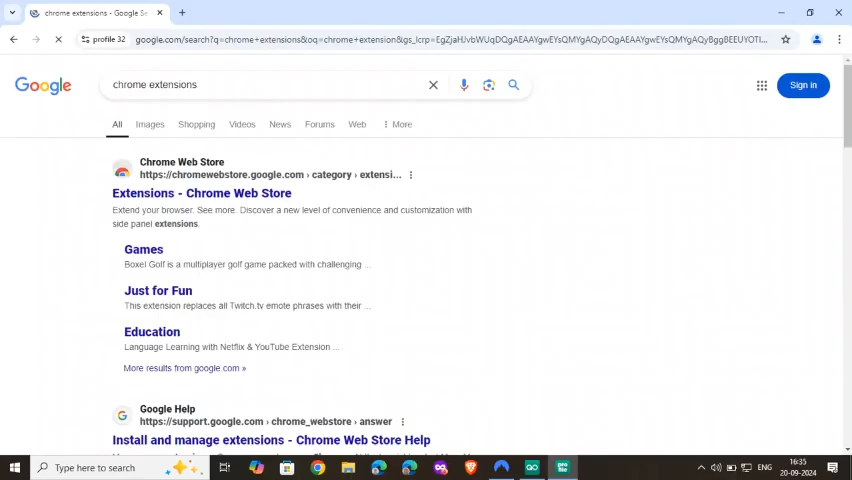 chrome extensions - Google Se
profile 32
google.com/search?q=chrome+extensions&oq=chrome+extension&gs_lcrp=EgZjaHJvbWUqDQgAEAAYgwEYsQMYgAQyDQgAEAAYgwEYsQMYgAQyBggBEEUYOTI...
Google
chrome extensions
Sign in
All Images Shopping Videos News Forums Web More
Chrome Web Store
https://chromewebstore.google.com › category › extensi...
Extensions - Chrome Web Store
Extend your browser. See more. Discover a new level of convenience and customization with
side panel extensions.
Games
Boxel Golf is a multiplayer golf game packed with challenging ...
Just for Fun
This extension replaces all Twitch.tv emote phrases with their ...
Education
Language Learning with Netflix & YouTube Extension ...
More results from google.com »
Google Help
https://support.google.com › chrome_webstore › answer
Install and manage extensions - Chrome Web Store Help
Type here to search
ENG
16:35
20-09-2024